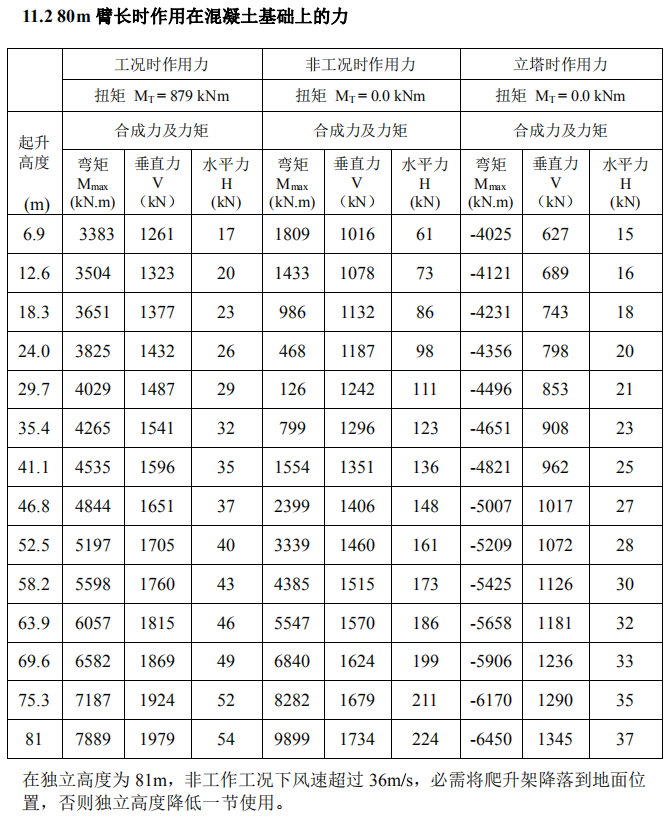 11.2 80m 臂长时作用在混凝土基础上的力
工况时作用力 非工况时作用力 立塔时作用力
扭矩 MT = 879 kNm 扭矩 MT = 0.0 kNm 扭矩 MT = 0.0 kNm
起升高度 (m) 合成力及力矩 合成力及力矩 合成力及力矩
弯矩 垂直力 水平力 弯矩 垂直力 水平力 弯矩 垂直力 水平力
Mmax V H Mmax V H Mmax V H
(kN.m) (kN) (kN) (kN.m) (kN) (kN) (kN.m) (kN) (kN)
6.9 3383 1261 17 1809 1016 61 -4025 627 15
12.6 3504 1323 20 1433 1078 73 -4121 689 16
18.3 3651 1377 23 986 1132 86 -4231 743 18
24.0 3825 1432 26 468 1187 98 -4356 798 20
29.7 4029 1487 29 126 1242 111 -4496 853 21
35.4 4265 1541 32 799 1296 123 -4651 908 23
41.1 4535 1596 35 1554 1351 136 -4821 962 25
46.8 4844 1651 37 2399 1406 148 -5007 1017 27
52.5 5197 1705 40 3339 1460 161 -5209 1072 28
58.2 5598 1760 43 4385 1515 173 -5425 1126 30
63.9 6057 1815 46 5547 1570 186 -5658 1181 32
69.6 6582 1869 49 6840 1624 199 -5906 1236 33
75.3 7187 1924 52 8282 1679 211 -6170 1290 35
81 7889 1979 54 9899 1734 224 -6450 1345 37
在独立高度为 81m，非工作工况下风速超过 36m/s，必需将爬升架降落到地面位
置，否则独立高度降低一节使用。